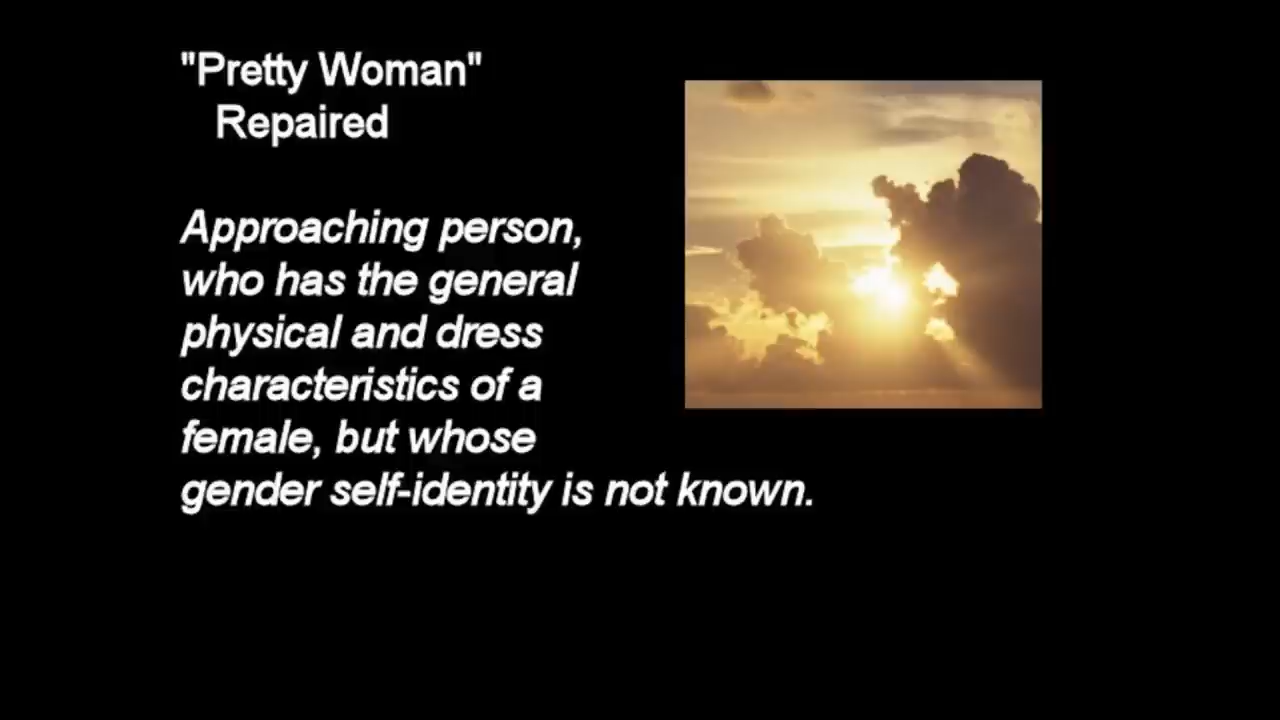 "Pretty Woman"
Repaired
Approaching person,
who has the general
physical and dress
characteristics of a
female, but whose
gender self-identity is not known.